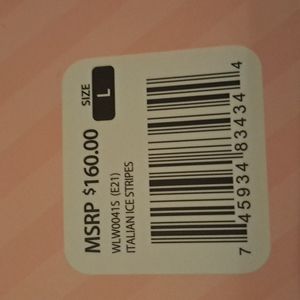 MSRP $160.00
SIZE
L
WLW0041S (E21)
ITALIAN ICE STRIPES
7 45934 83434 4